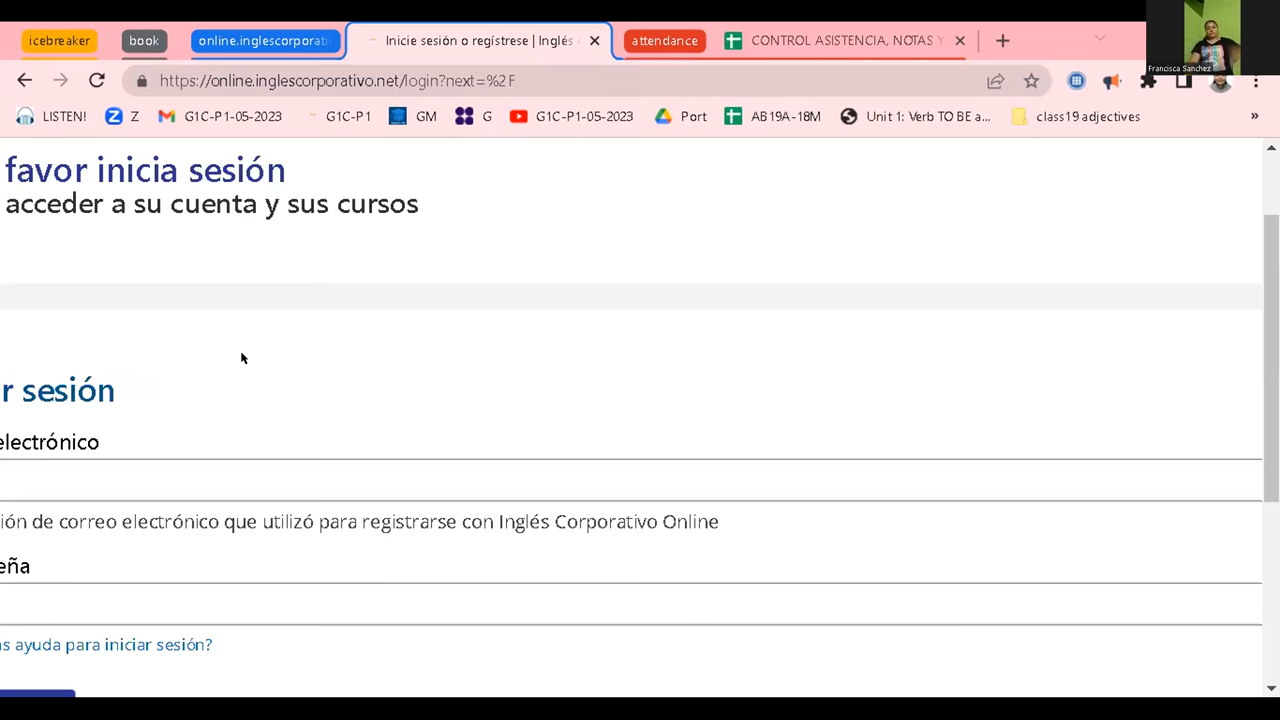 icebreaker
book
online.inglescorporati
Inicie sesión o regístrese | Inglés
attendance
CONTROL ASISTENCIA, NOTAS Y
Francisca Sanchez
https://online.inglescorporativo.net/login?next=%2F
LISTEN!
Z
G1C-P1-05-2023
G1C-P1
GM
G
G1C-P1-05-2023
Port
AB19A-18M
Unit 1: Verb TO BE a...
class19 adjectives
»
favor inicia sesión
acceder a su cuenta y sus cursos
r sesión
electrónico
ión de correo electrónico que utilizó para registrarse con Inglés Corporativo Online
eña
as ayuda para iniciar sesión?